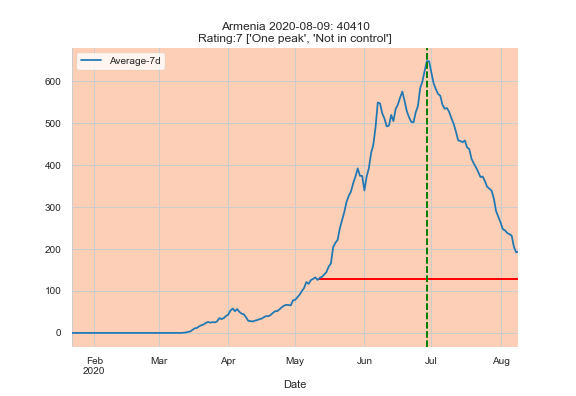 Armenia 2020-08-09: 40410
Rating:7 ['One peak', 'Not in control']
Average-7d
600
500
400
300
200
100
0
Feb Mar Apr May Jun Jul Aug
2020
Date